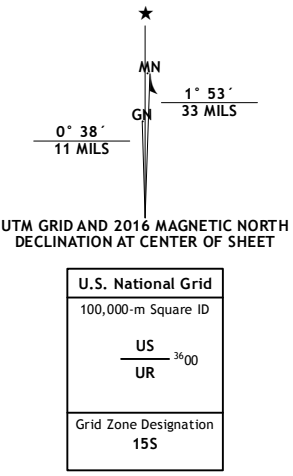 ★
MN
1° 53´
33 MILS
GN
0° 38´
11 MILS
UTM GRID AND 2016 MAGNETIC NORTH
DECLINATION AT CENTER OF SHEET
U.S. National Grid
100,000-m Square ID
US
3600
UR
Grid Zone Designation
15S